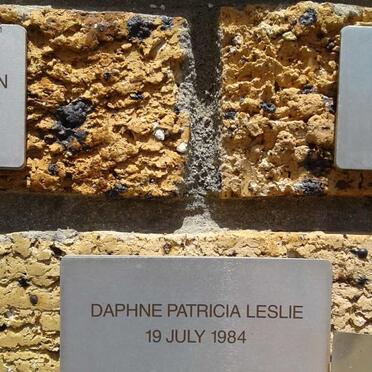 N
DAPHNE PATRICIA LESLIE
19 JULY 1984